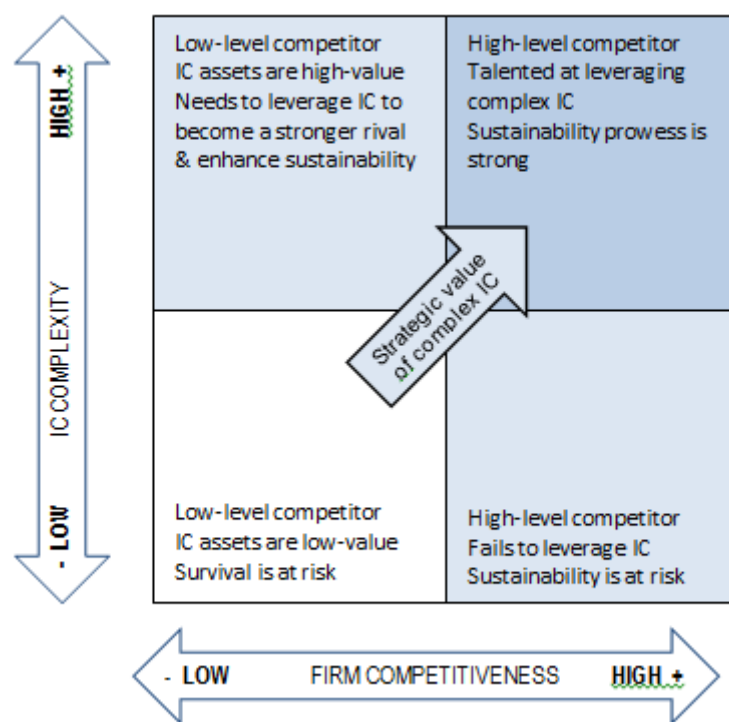 Low-level competitor
IC assets are high-value
Needs to leverage IC to
become a stronger rival
& enhance sustainability
High-level competitor
Talented at leveraging
complex IC
Sustainability prowess is
strong
HIGH +
IC COMPLEXITY
- LOW
Strategic value
of complex IC
Low-level competitor
IC assets are low-value
Survival is at risk
High-level competitor
Fails to leverage IC
Sustainability is at risk
- LOW FIRM COMPETITIVENESS HIGH +